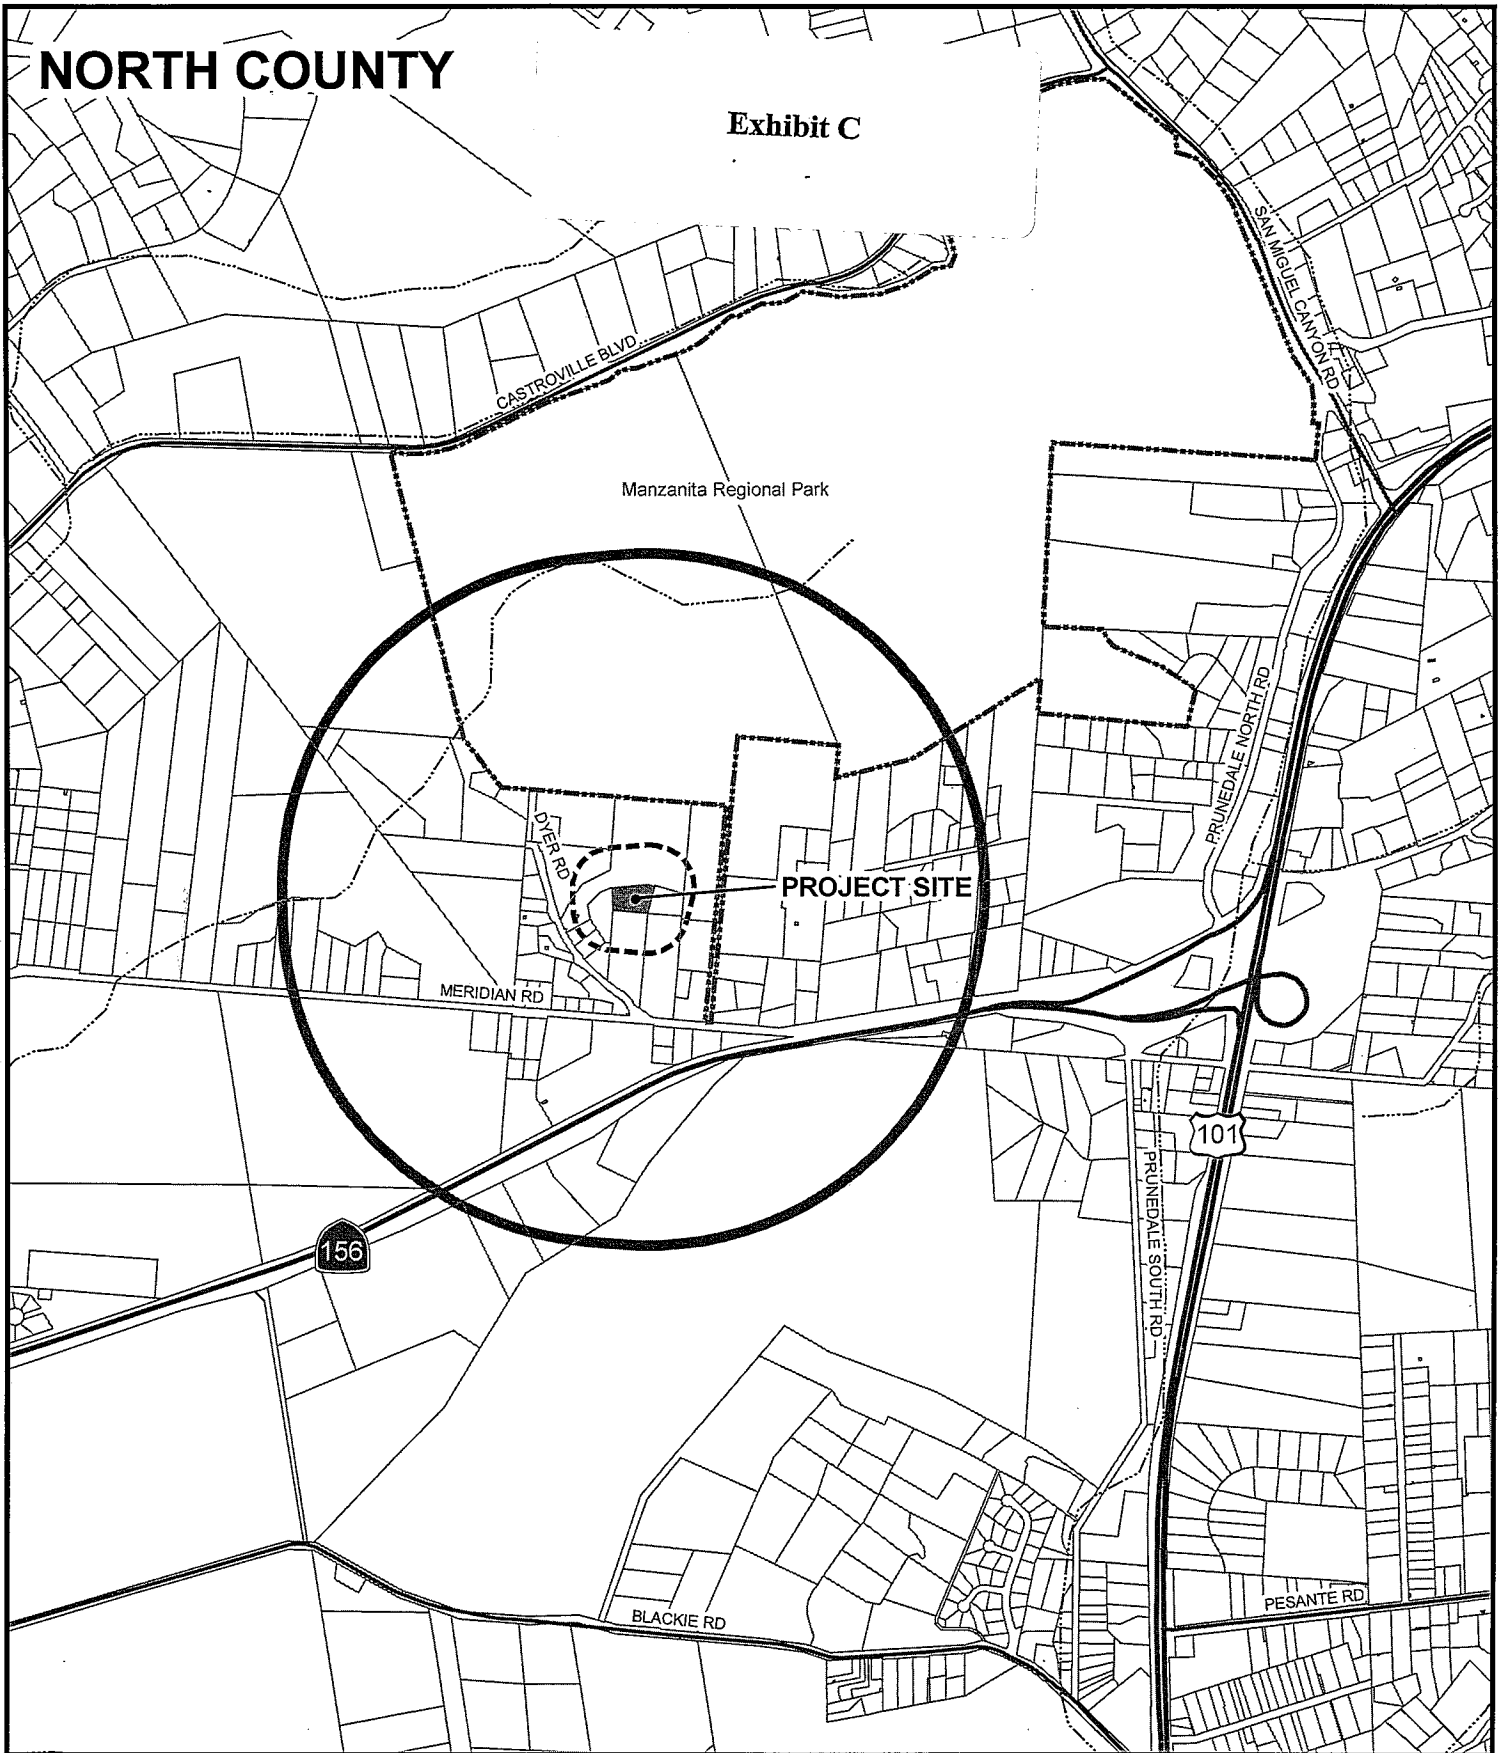 NORTH COUNTY
Exhibit C
SAN MIGUEL CANYON RD
CASTROVILLE BLVD
Manzanita Regional Park
PRUNEDALE NORTH RD
DYER RD
PROJECT SITE
MERIDIAN RD
101
PRUNEDALE SOUTH RD
156
PESANTE RD
BLACKIE RD